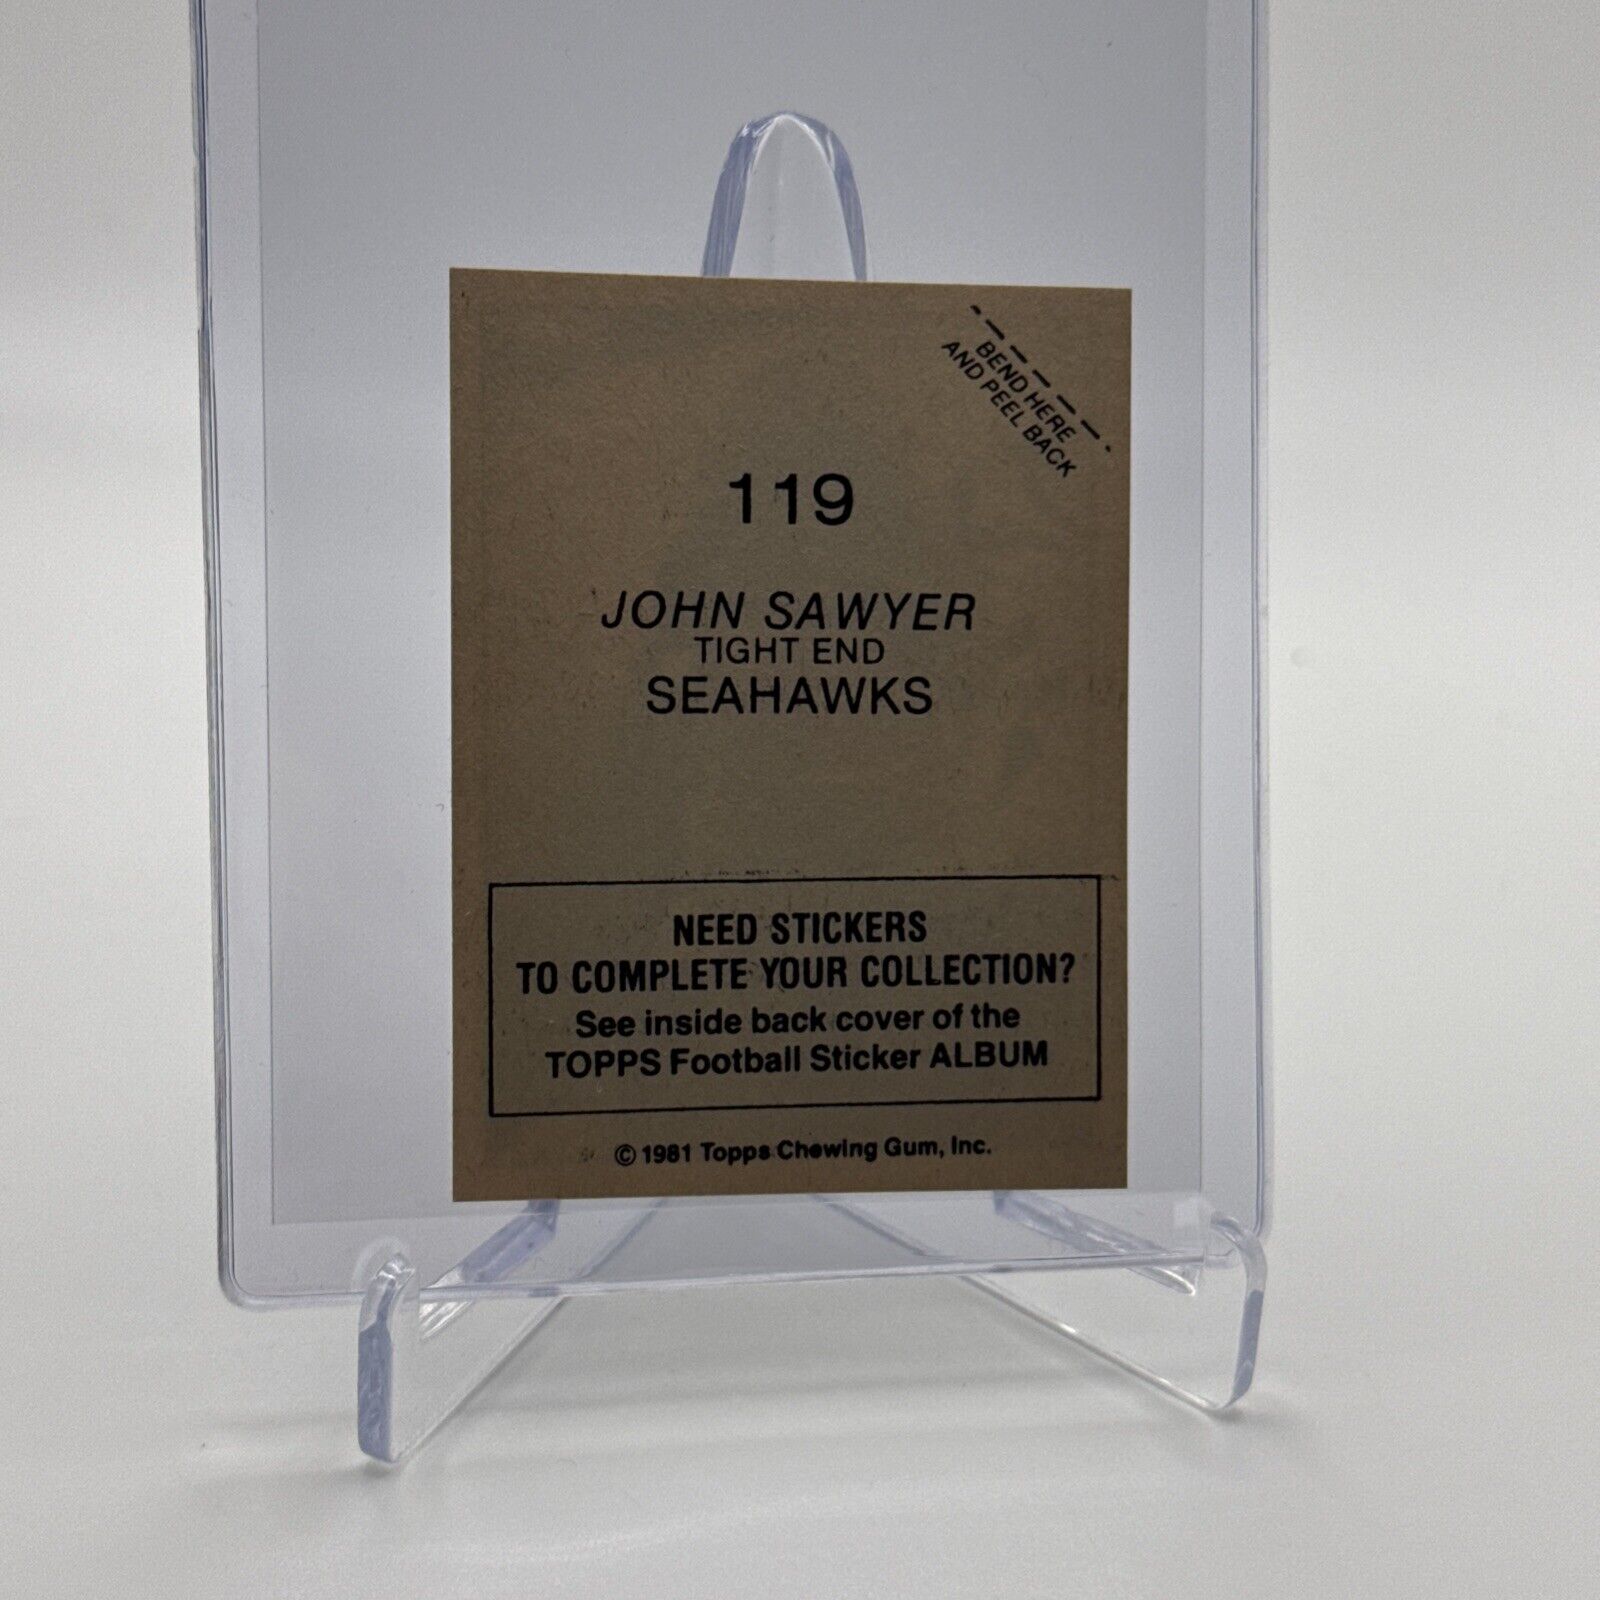 BEND HERE
AND PEEL BACK
119
JOHN SAWYER
TIGHT END
SEAHAWKS
NEED STICKERS
TO COMPLETE YOUR COLLECTION?
See inside back cover of the
TOPPS Football Sticker ALBUM
© 1981 Topps Chewing Gum, Inc.